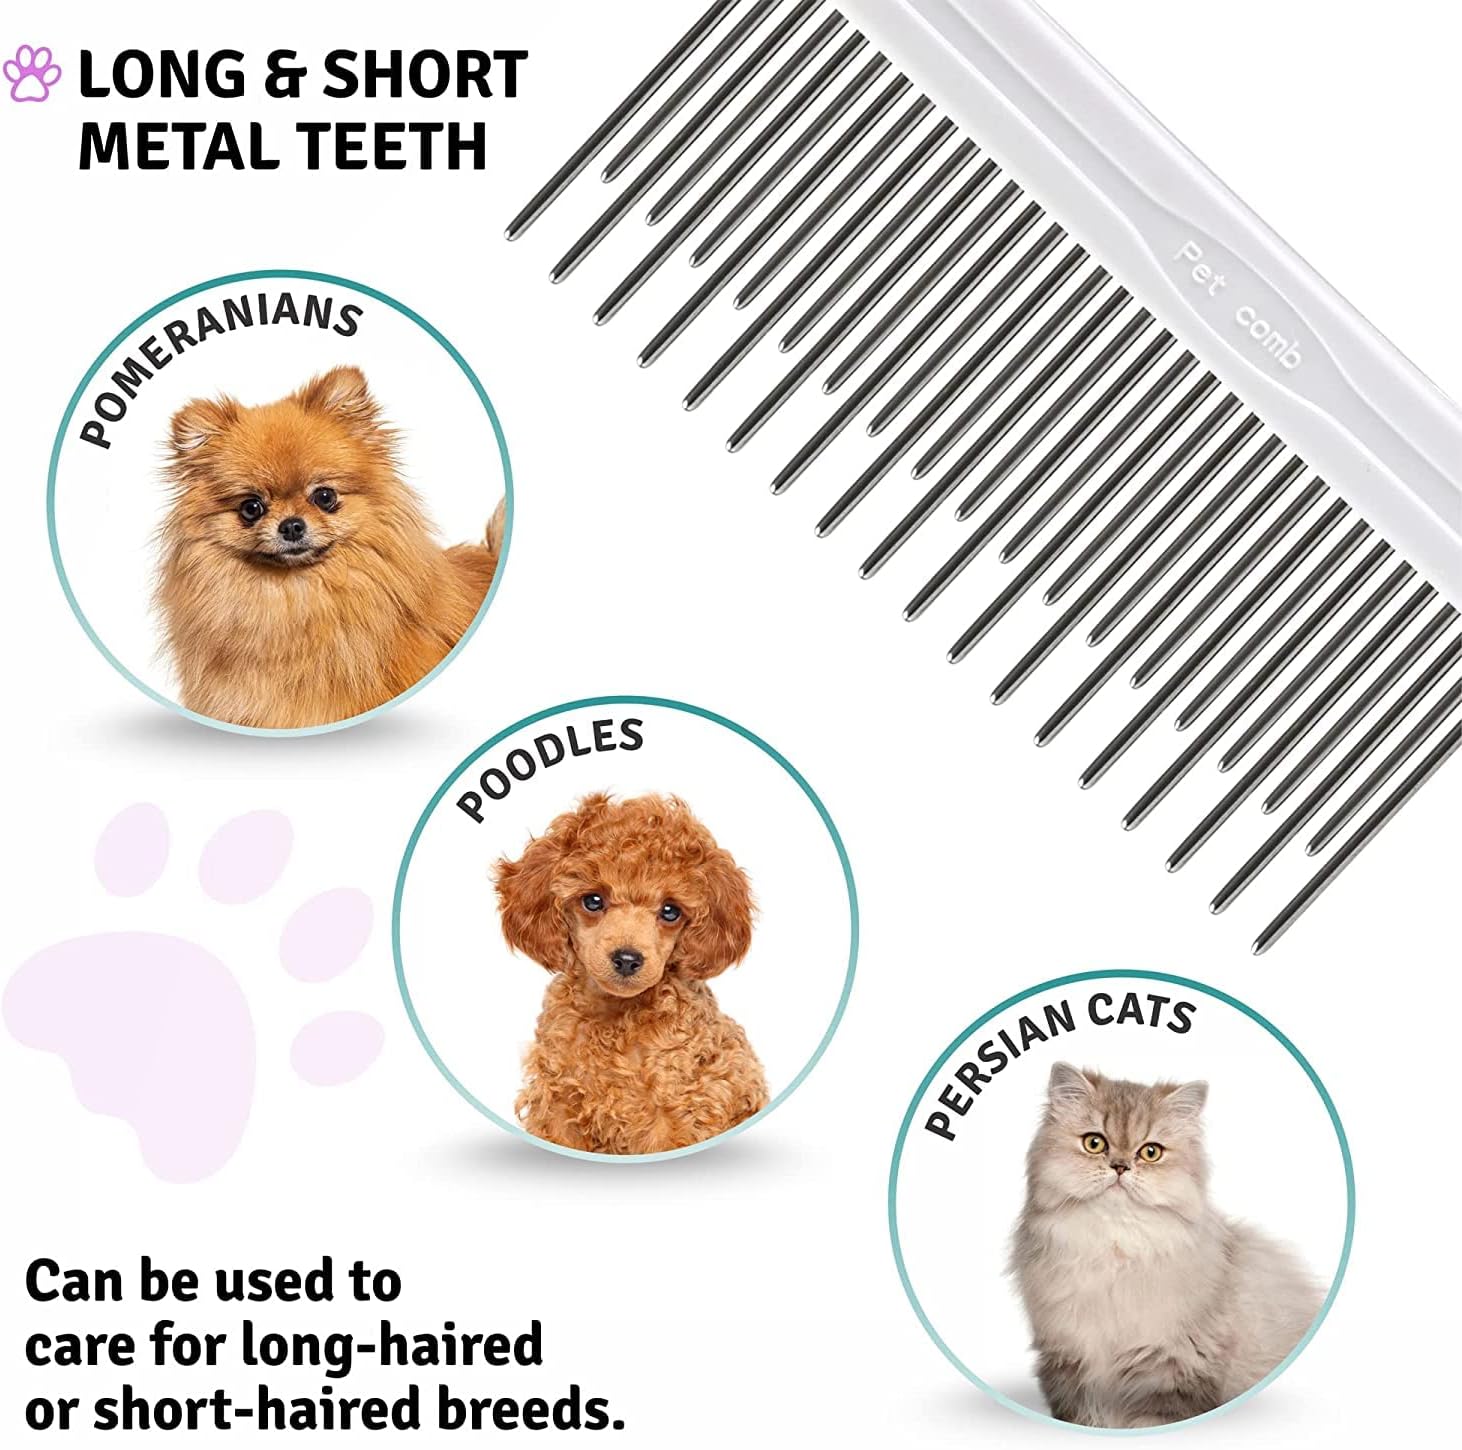 LONG & SHORT
METAL TEETH
Pet comb
POMERANIANS
POODLES
PERSIAN CATS
Can be used to
care for long-haired
or short-haired breeds.